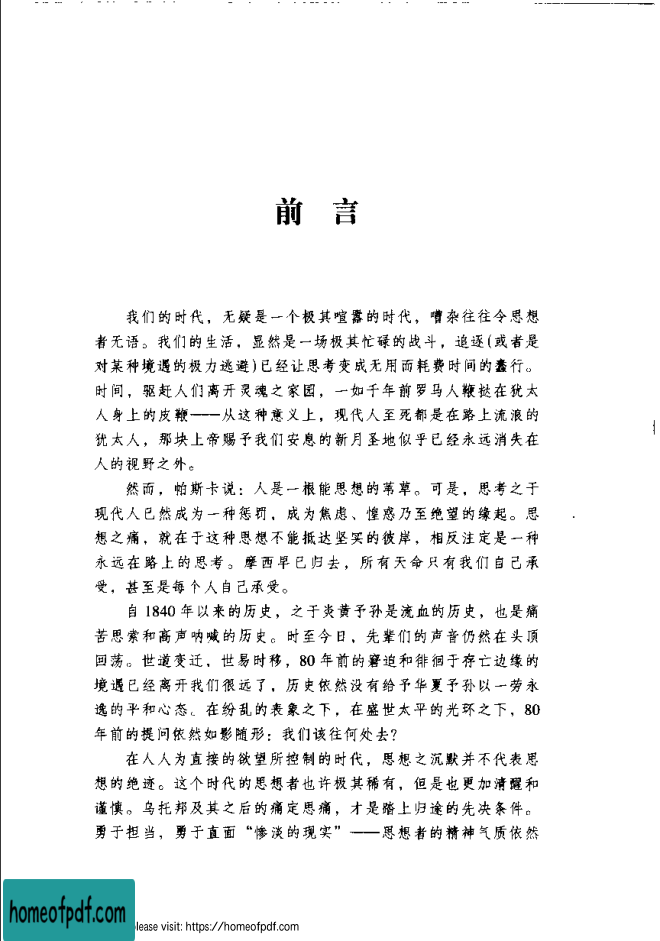 前 言
我们的时代，无疑是一个极其喧嚣的时代，嘈杂往往令思想
者无语。我们的生活，显然是一场极其忙碌的战斗，追逐(或者是
对某种境遇的极力逃避)已经让思考变成无用而耗费时间的蠢行。
时间，驱赶人们离开灵魂之家园，一如千年前罗马人鞭挞在犹太
人身上的皮鞭——从这种意义上，现代人至死都是在路上流浪的
犹太人，那块上帝赐予我们安息的新月圣地似乎已经永远消失在
人的视野之外。
然而，帕斯卡说：人是一根能思想的苇草。可是，思考之于
现代人已然成为一种惩罚，成为焦虑、惶惑乃至绝望的缘起。思
想之痛，就在于这种思想不能抵达坚实的彼岸，相反注定是一种
永远在路上的思考。摩西早已归去，所有天命只有我们自己承
受，甚至是每个人自己承受。
自 1840 年以来的历史，之于炎黄子孙是流血的历史，也是痛
苦思索和高声呐喊的历史。时至今日，先辈们的声音仍然在头顶
回荡。世道变迁，世易时移，80 年前的窘迫和徘徊于存亡边缘的
境遇已经离开我们很远了，历史依然没有给予华夏子孙以一劳永
逸的平和心态。在纷乱的表象之下，在盛世太平的光环之下，80
年前的提问依然如影随形：我们该往何处去？
在人人为直接的欲望所控制的时代，思想之沉默并不代表思
想的绝迹。这个时代的思想者也许极其稀有，但是也更加清醒和
谨慎。乌托邦及其之后的痛定思痛，才是踏上归途的先决条件。
勇于担当，勇于直面“惨淡的现实”——思想者的精神气质依然
homeofpdf.com
lease visit: https://homeofpdf.com